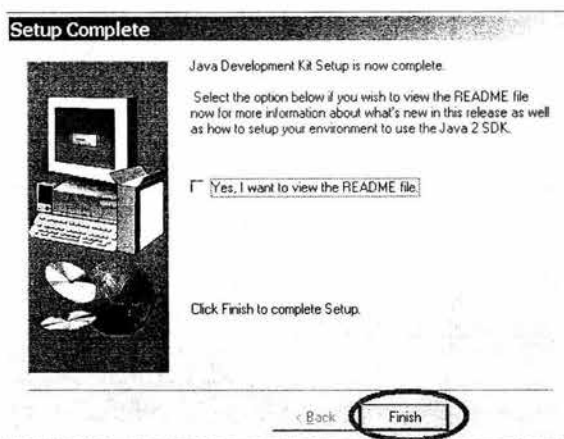 Setup Complete
Java Development Kit Setup is now complete.
Select the option below if you wish to view the README file
now for more information about what's new in this release as well
as how to setup your environment to use the Java 2 SDK.
Yes, I want to view the README file.
Click Finish to complete Setup.
< Back
Finish